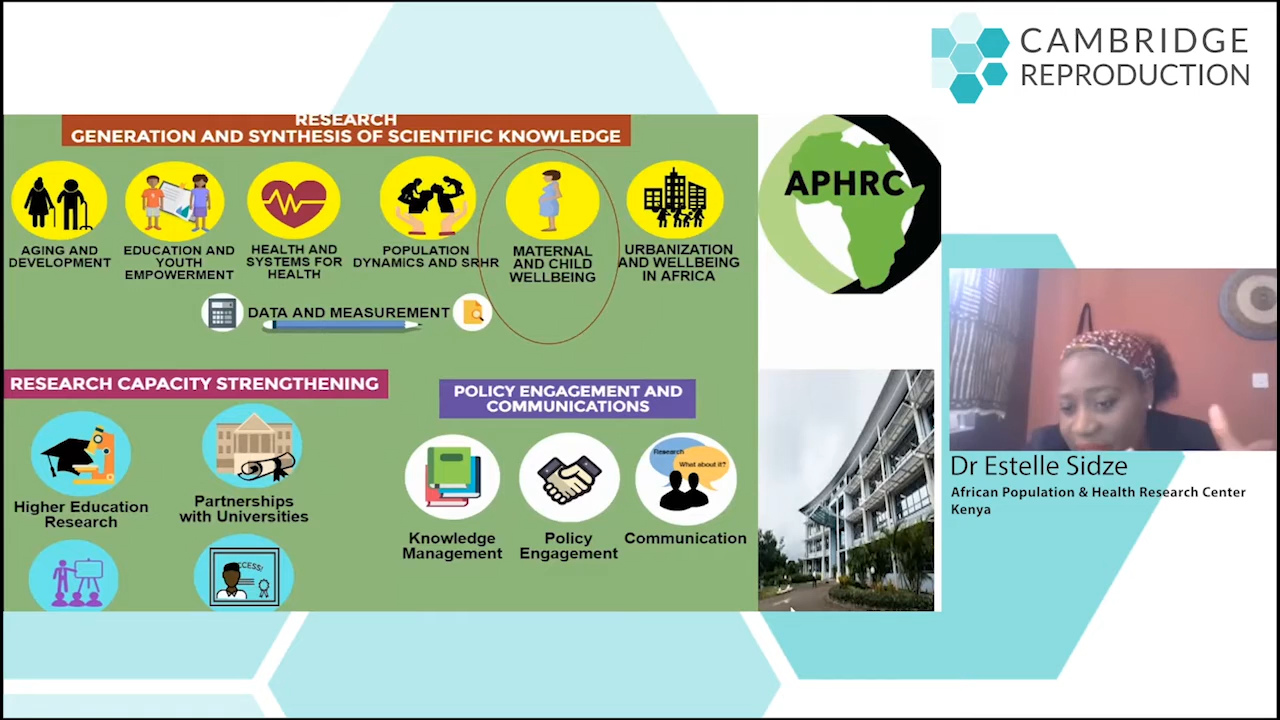 CAMBRIDGE
REPRODUCTION
RESEARCH
GENERATION AND SYNTHESIS OF SCIENTIFIC KNOWLEDGE
AGING AND
DEVELOPMENT
EDUCATION AND
YOUTH
EMPOWERMENT
HEALTH AND
SYSTEMS FOR
HEALTH
POPULATION
DYNAMICS AND SRHR
MATERNAL
AND CHILD
WELLBEING
URBANIZATION
AND WELLBEING
IN AFRICA
DATA AND MEASUREMENT
APHRC
RESEARCH CAPACITY STRENGTHENING
Higher Education
Research
Partnerships
with Universities
CCESS!
POLICY ENGAGEMENT AND
COMMUNICATIONS
Research
What about it?
Knowledge
Management
Policy
Engagement
Communication
Dr Estelle Sidze
African Population & Health Research Center
Kenya